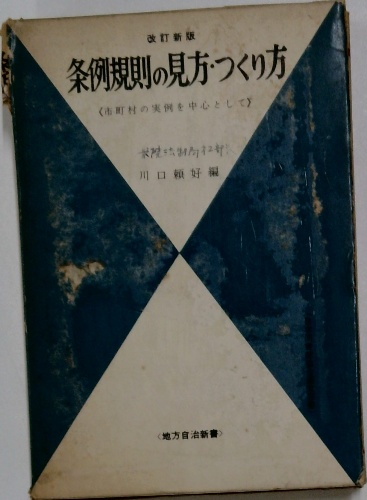 改訂新版
条例規則の見方・つくり方
《市町村の実例を中心として》
川口頼好編
〈地方自治新書〉